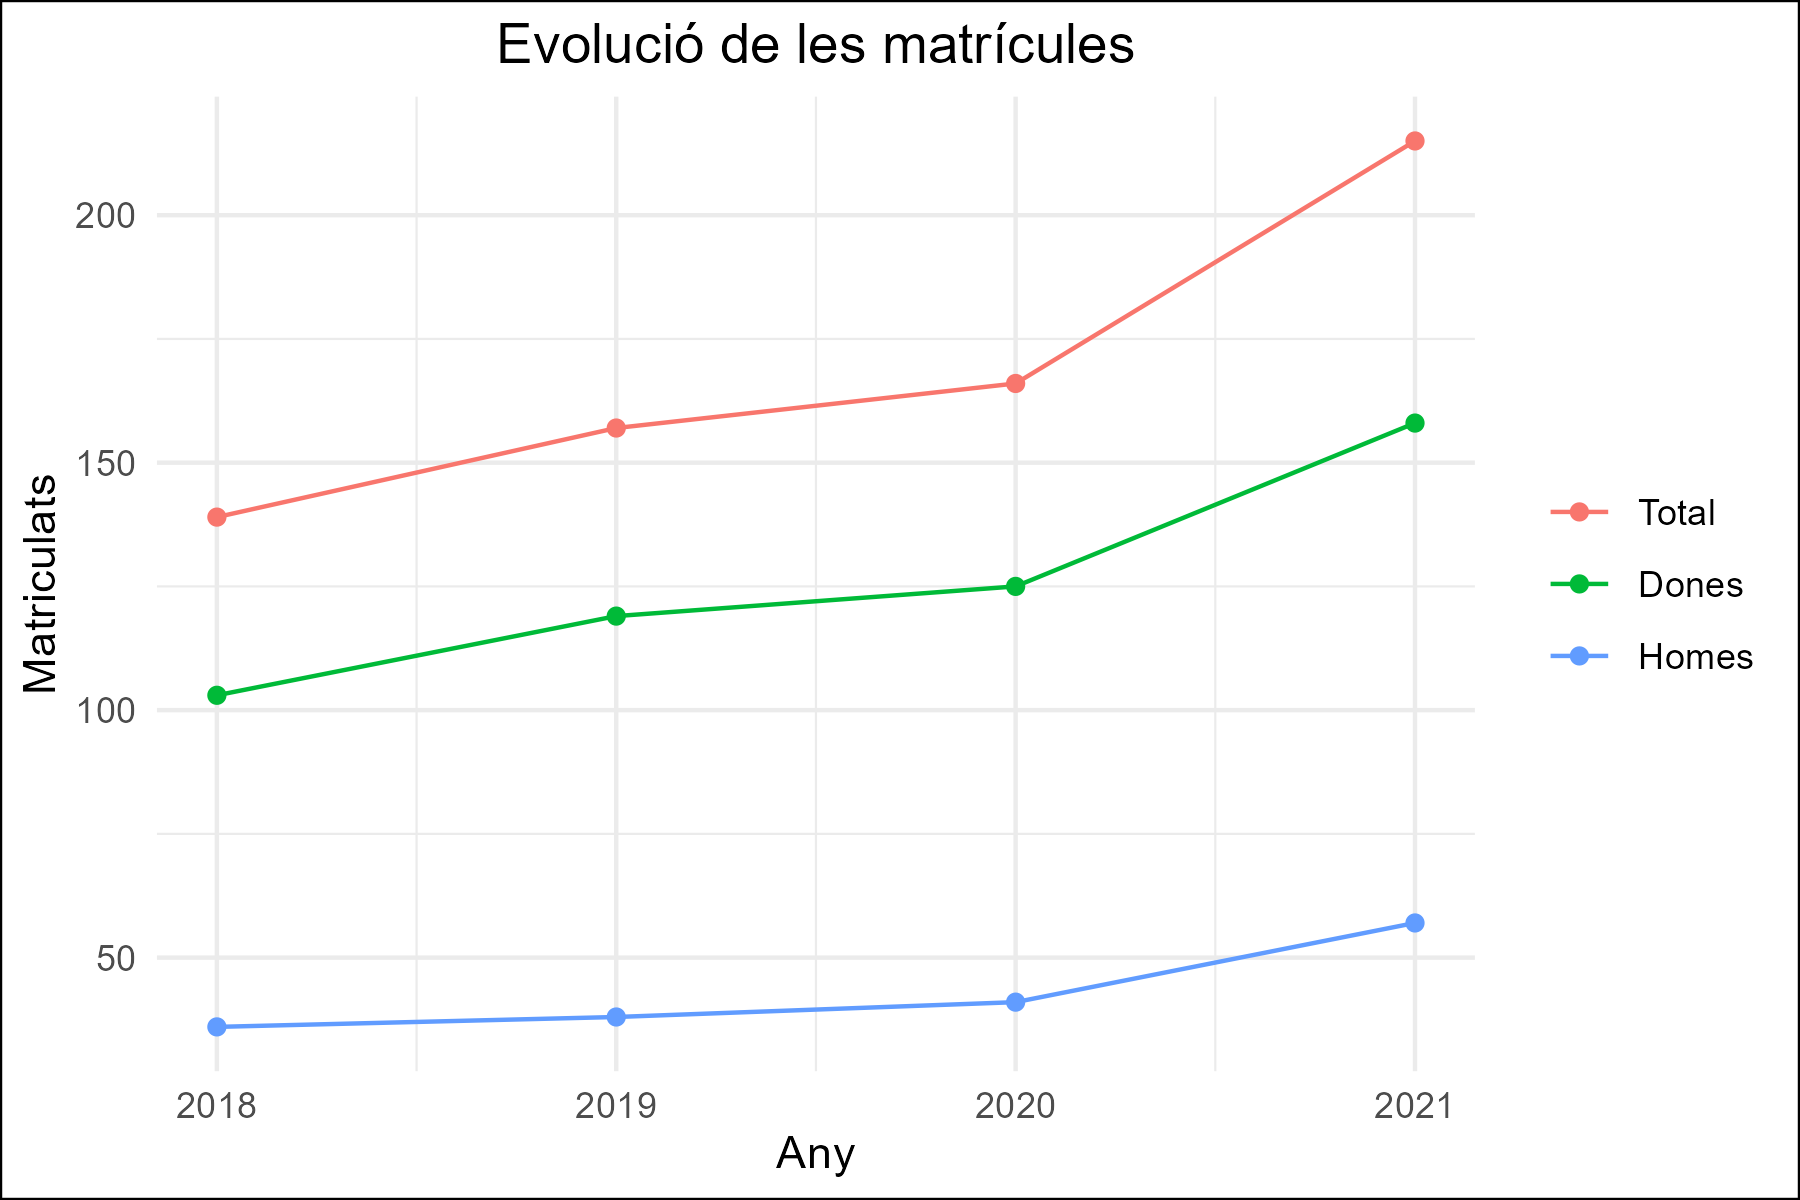 Evolució de les matrícules
Matriculats
200
150
100
50
2018 2019 2020 2021
Any
Total
Dones
Homes